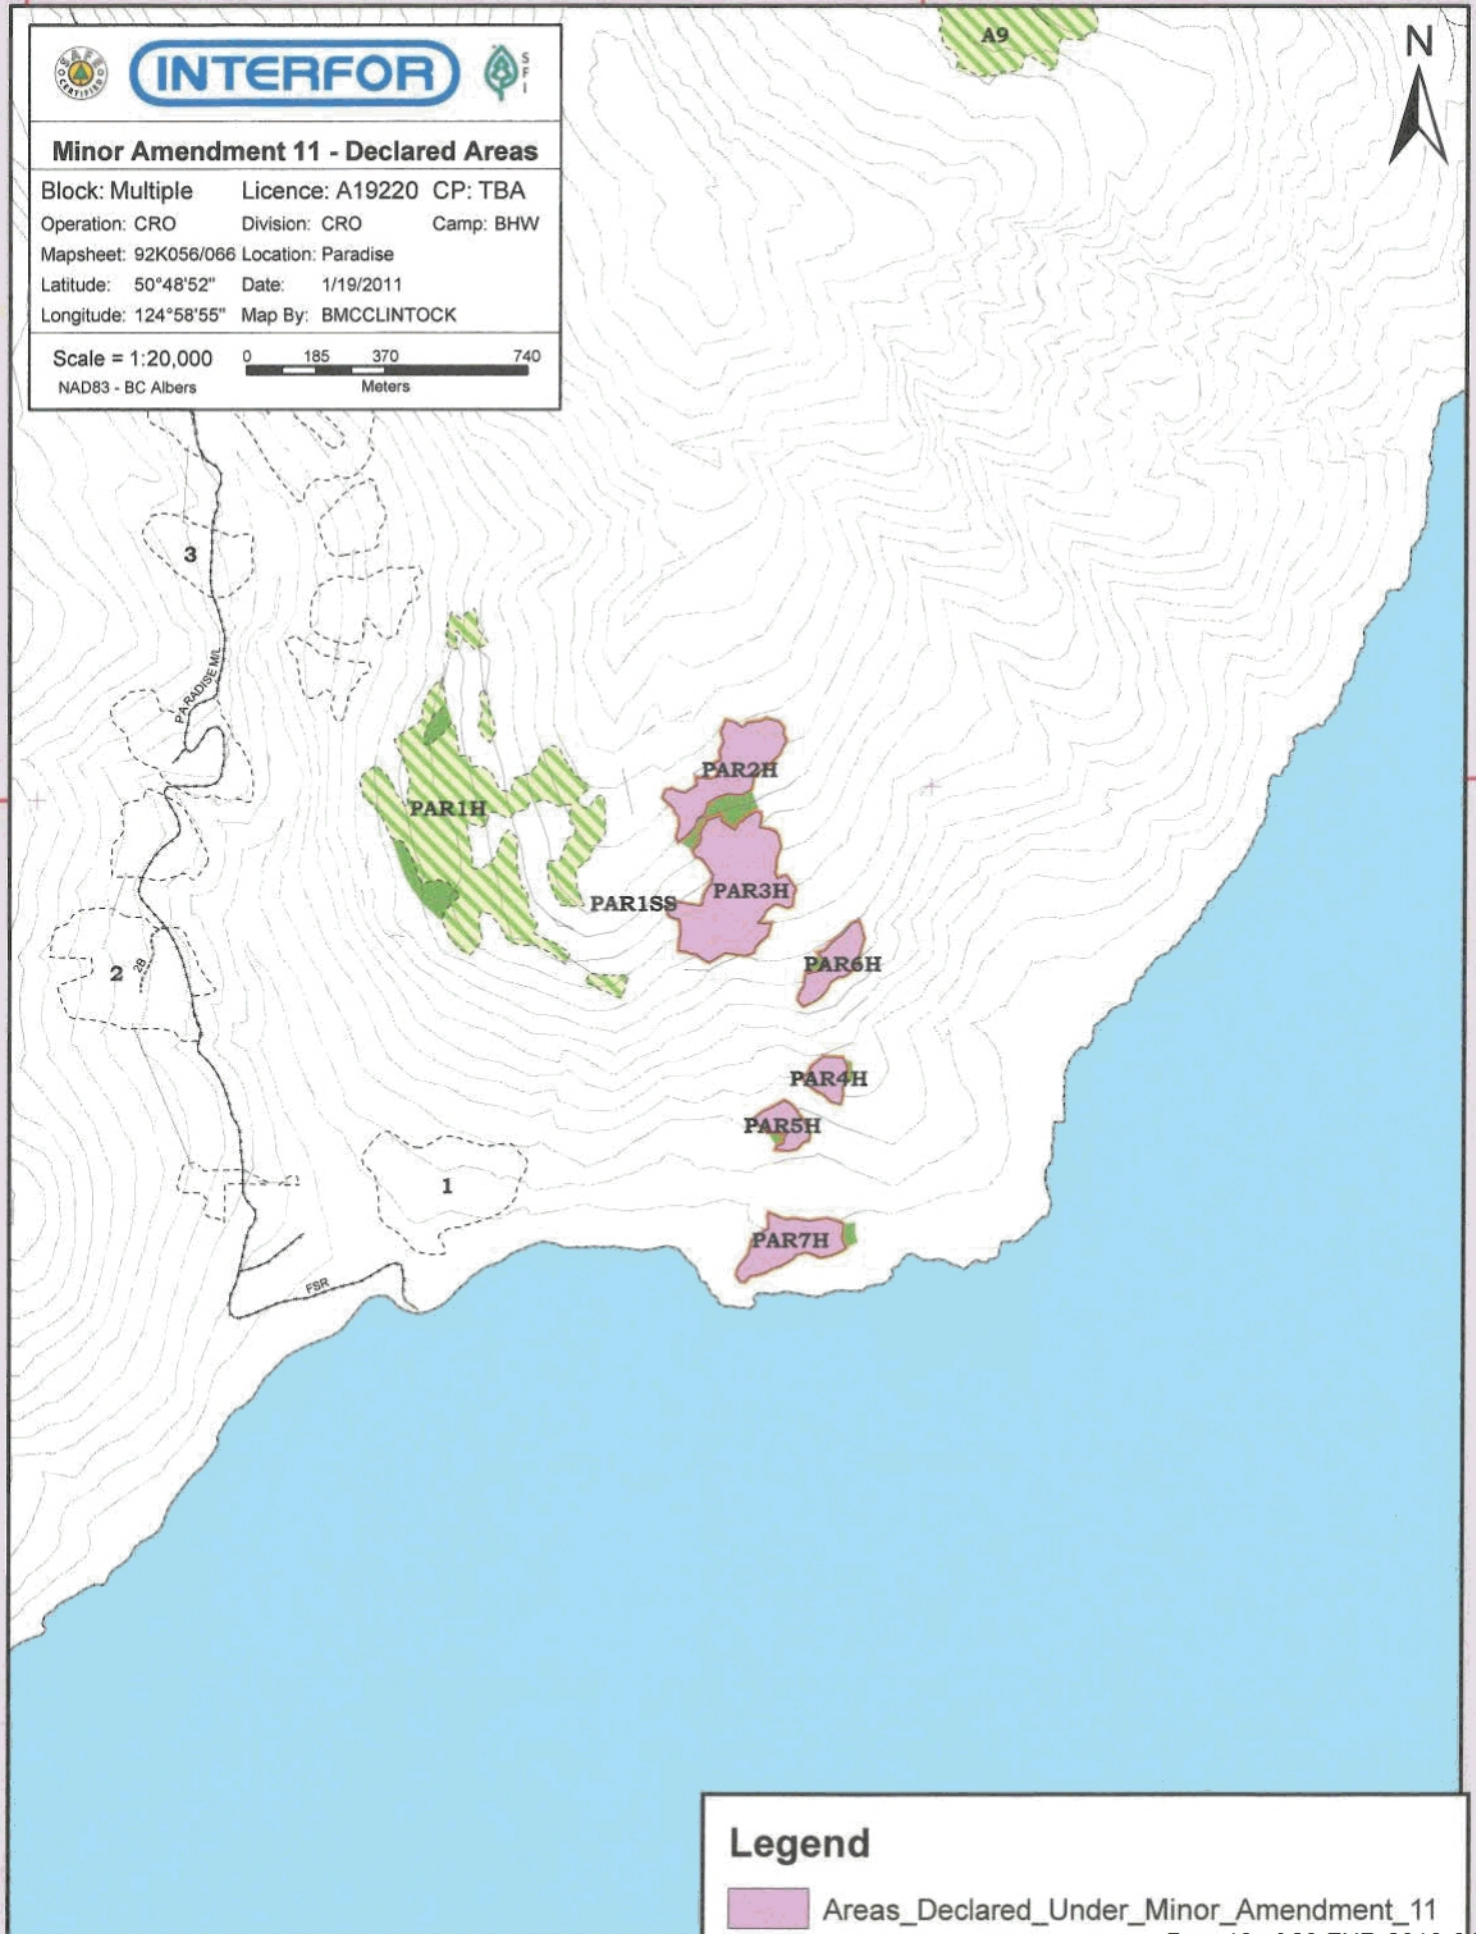 A9
N
SAFE CERTIFIED
INTERFOR
SFI
Minor Amendment 11 - Declared Areas
Block: Multiple Licence: A19220 CP: TBA
Operation: CRO Division: CRO Camp: BHW
Mapsheet: 92K056/066 Location: Paradise
Latitude: 50°48'52" Date: 1/19/2011
Longitude: 124°58'55" Map By: BMCCLINTOCK
Scale = 1:20,000 0 185 370 740
NAD83 - BC Albers Meters
3
PARADISE M/L
PAR2H
PAR1H
PAR3H
PAR1SS
PAR6H
2
2B
PAR4H
PAR5H
1
PAR7H
FSR
Legend
Areas_Declared_Under_Minor_Amendment_11